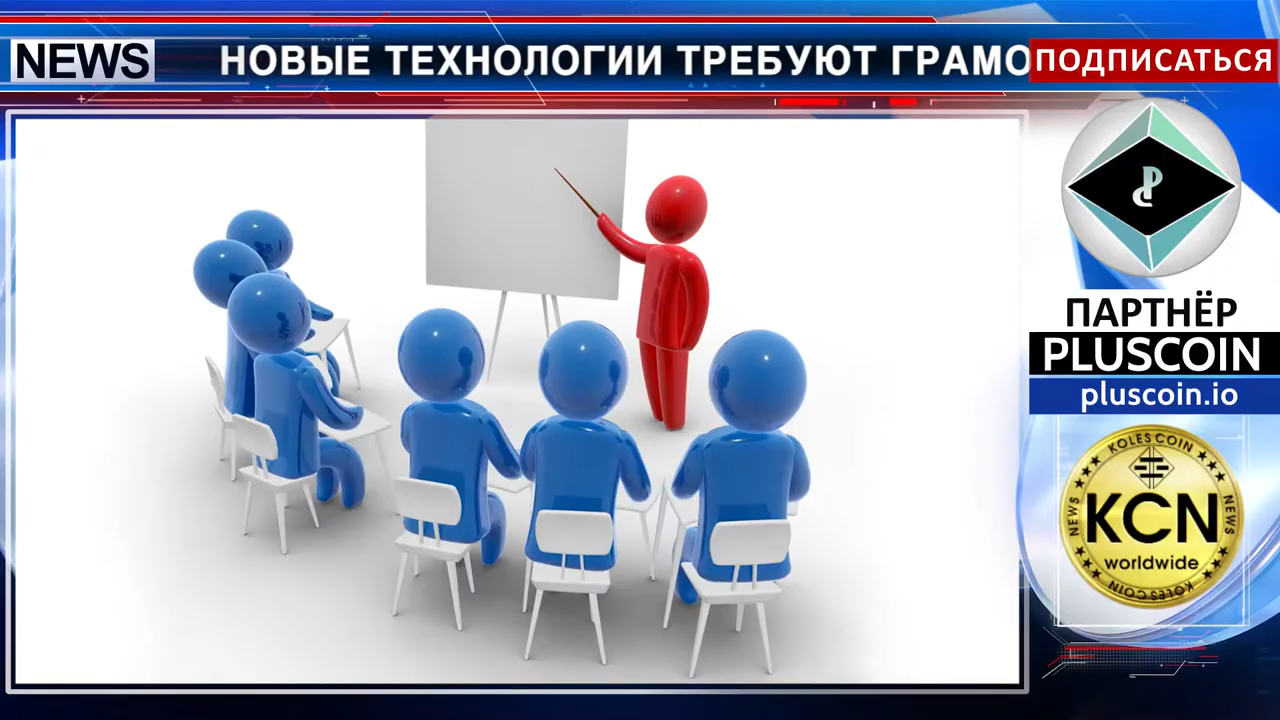 NEWS
НОВЫЕ ТЕХНОЛОГИИ ТРЕБУЮТ ГРАМО
ПОДПИСАТЬСЯ
ПАРТНЁР
PLUSCOIN
pluscoin.io
KOLES COIN
NEWS
KCN
NEWS
worldwide
KOLES COIN